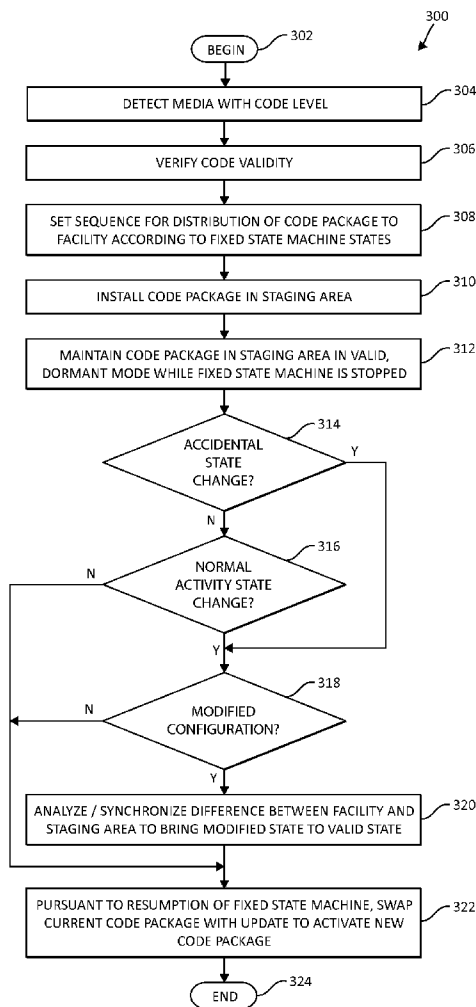 300
BEGIN
302
DETECT MEDIA WITH CODE LEVEL
304
VERIFY CODE VALIDITY
306
SET SEQUENCE FOR DISTRIBUTION OF CODE PACKAGE TO
FACILITY ACCORDING TO FIXED STATE MACHINE STATES
308
INSTALL CODE PACKAGE IN STAGING AREA
310
MAINTAIN CODE PACKAGE IN STAGING AREA IN VALID,
DORMANT MODE WHILE FIXED STATE MACHINE IS STOPPED
312
ACCIDENTAL
STATE
CHANGE?
314
Y
N
NORMAL
ACTIVITY STATE
CHANGE?
316
N
Y
MODIFIED
CONFIGURATION?
318
N
Y
ANALYZE / SYNCHRONIZE DIFFERENCE BETWEEN FACILITY AND
STAGING AREA TO BRING MODIFIED STATE TO VALID STATE
320
PURSUANT TO RESUMPTION OF FIXED STATE MACHINE, SWAP
CURRENT CODE PACKAGE WITH UPDATE TO ACTIVATE NEW
CODE PACKAGE
322
END
324